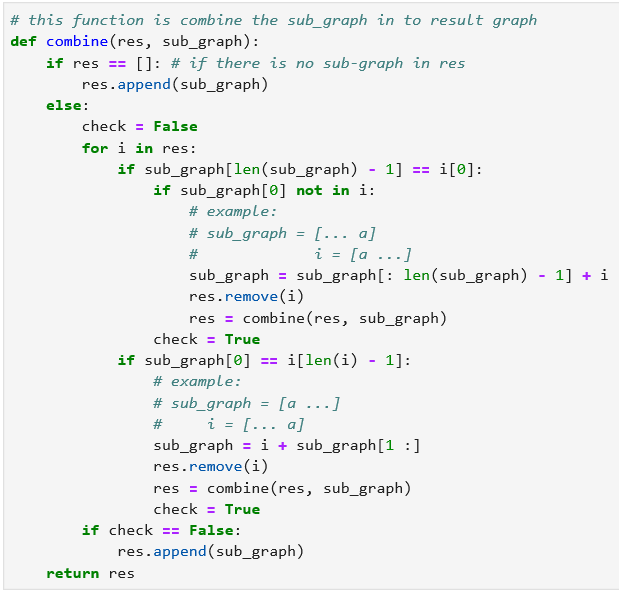 # this function is combine the sub_graph in to result graph
def combine(res, sub_graph):
    if res == []: # if there is no sub-graph in res
        res.append(sub_graph)
    else:
        check = False
        for i in res:
            if sub_graph[len(sub_graph) - 1] == i[0]:
                if sub_graph[0] not in i:
                    # example:
                    # sub_graph = [... a]
                    #             i = [a ...]
                    sub_graph = sub_graph[: len(sub_graph) - 1] + i
                    res.remove(i)
                    res = combine(res, sub_graph)
                check = True
            if sub_graph[0] == i[len(i) - 1]:
                # example:
                # sub_graph = [a ...]
                #     i = [... a]
                sub_graph = i + sub_graph[1 :]
                res.remove(i)
                res = combine(res, sub_graph)
                check = True
        if check == False:
            res.append(sub_graph)
    return res